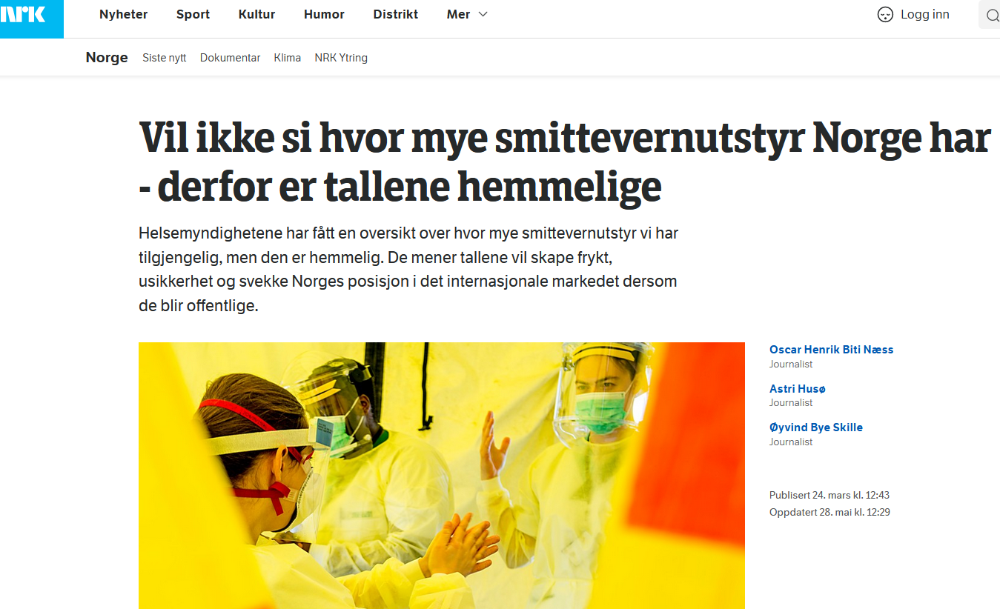 nrk
Nyheter Sport Kultur Humor Distrikt Mer Logg inn
Norge Siste nytt Dokumentar Klima NRK Ytring
Vil ikke si hvor mye smittevernutstyr Norge har
- derfor er tallene hemmelige
Helsemyndighetene har fått en oversikt over hvor mye smittevernutstyr vi har
tilgjengelig, men den er hemmelig. De mener tallene vil skape frykt,
usikkerhet og svekke Norges posisjon i det internasjonale markedet dersom
de blir offentlige.
Oscar Henrik Biti Næss
Journalist
Astri Husø
Journalist
Øyvind Bye Skille
Journalist
Publisert 24. mars kl. 12:43
Oppdatert 28. mai kl. 12:29